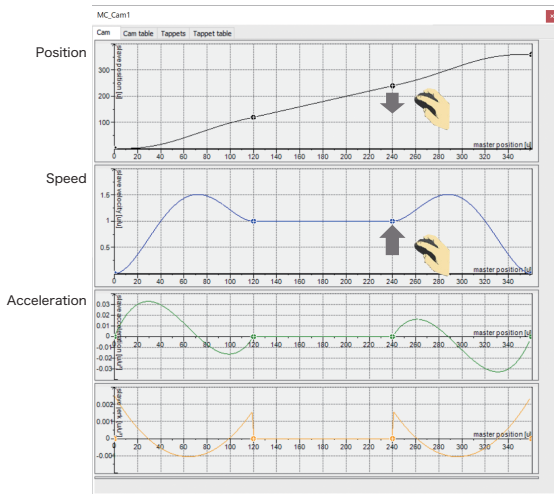 MC_Cam1
Cam Cam table Tappets Tappet table
Position
slave position [u]
300
200
100
master position [u]
0 20 40 60 80 100 120 140 160 180 200 220 240 260 280 300 320 340
Speed
slave velocity [u/u]
1.5
1
0.5
master position [u]
0 20 40 60 80 100 120 140 160 180 200 220 240 260 280 300 320 340
Acceleration
slave acceleration [u/u²]
0.03
0.02
0.01
0
-0.01
-0.02
-0.03
master position [u]
0 20 40 60 80 100 120 140 160 180 200 220 240 260 280 300 320 340
slave jerk [u/u³]
0.002
0.001
0
-0.00
master position [u]
0 20 40 60 80 100 120 140 160 180 200 220 240 260 280 300 320 340